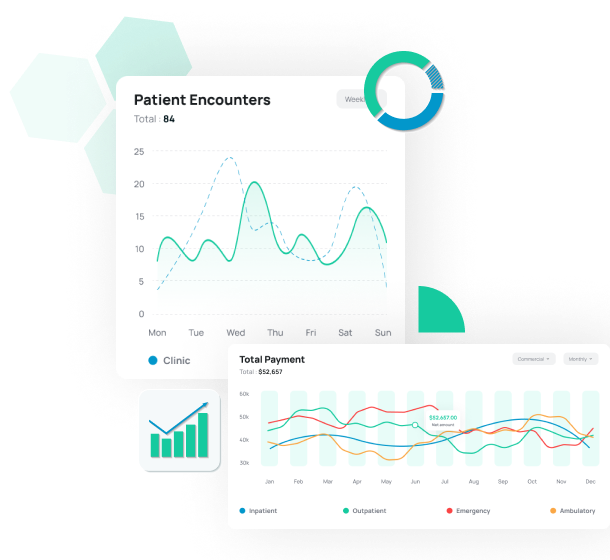 Patient Encounters
Total : 84
25
20
15
10
5
0
Mon Tue Wed Thu Fri Sat Sun
Clinic
Total Payment
Total : $52,657
Commercial
Monthly
60k
50k
40k
30k
$52,657.00
Net amount
Jan Feb Mar Apr May Jun Jul Aug Sep Oct Nov Dec
Inpatient
Outpatient
Emergency
Ambulatory